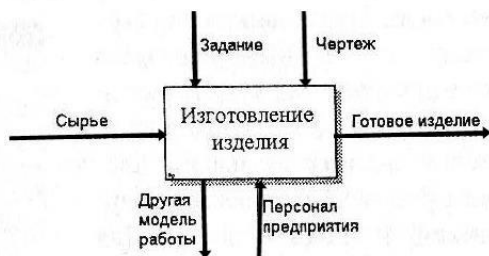 Задание
Чертеж
Сырье
Изготовление
изделия
Готовое изделие
Другая
модель
работы
Персонал
предприятия